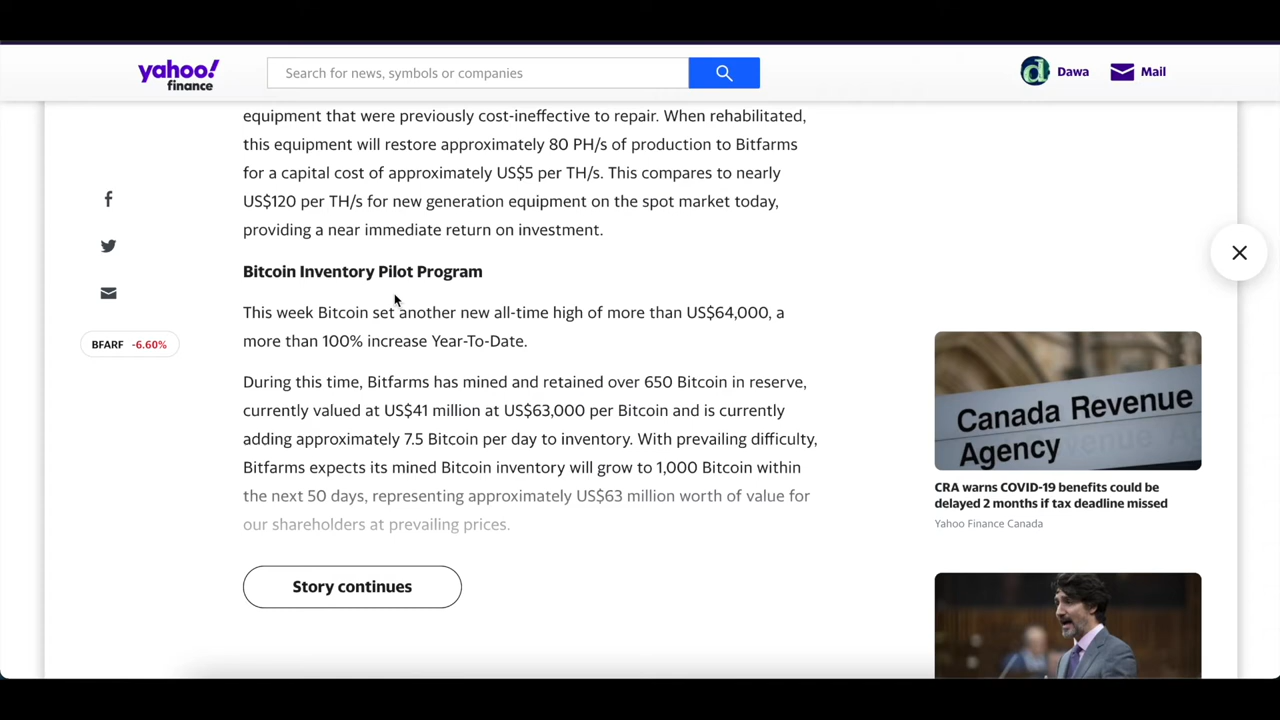 yahoo!
finance
Search for news, symbols or companies
Dawa
Mail
equipment that were previously cost-ineffective to repair. When rehabilitated,
this equipment will restore approximately 80 PH/s of production to Bitfarms
for a capital cost of approximately US$5 per TH/s. This compares to nearly
US$120 per TH/s for new generation equipment on the spot market today,
providing a near immediate return on investment.
Bitcoin Inventory Pilot Program
This week Bitcoin set another new all-time high of more than US$64,000, a
more than 100% increase Year-To-Date.
BFARF -6.60%
During this time, Bitfarms has mined and retained over 650 Bitcoin in reserve,
currently valued at US$41 million at US$63,000 per Bitcoin and is currently
adding approximately 7.5 Bitcoin per day to inventory. With prevailing difficulty,
Bitfarms expects its mined Bitcoin inventory will grow to 1,000 Bitcoin within
the next 50 days, representing approximately US$63 million worth of value for
our shareholders at prevailing prices.
Story continues
Canada Revenue
Agency
CRA warns COVID-19 benefits could be
delayed 2 months if tax deadline missed
Yahoo Finance Canada